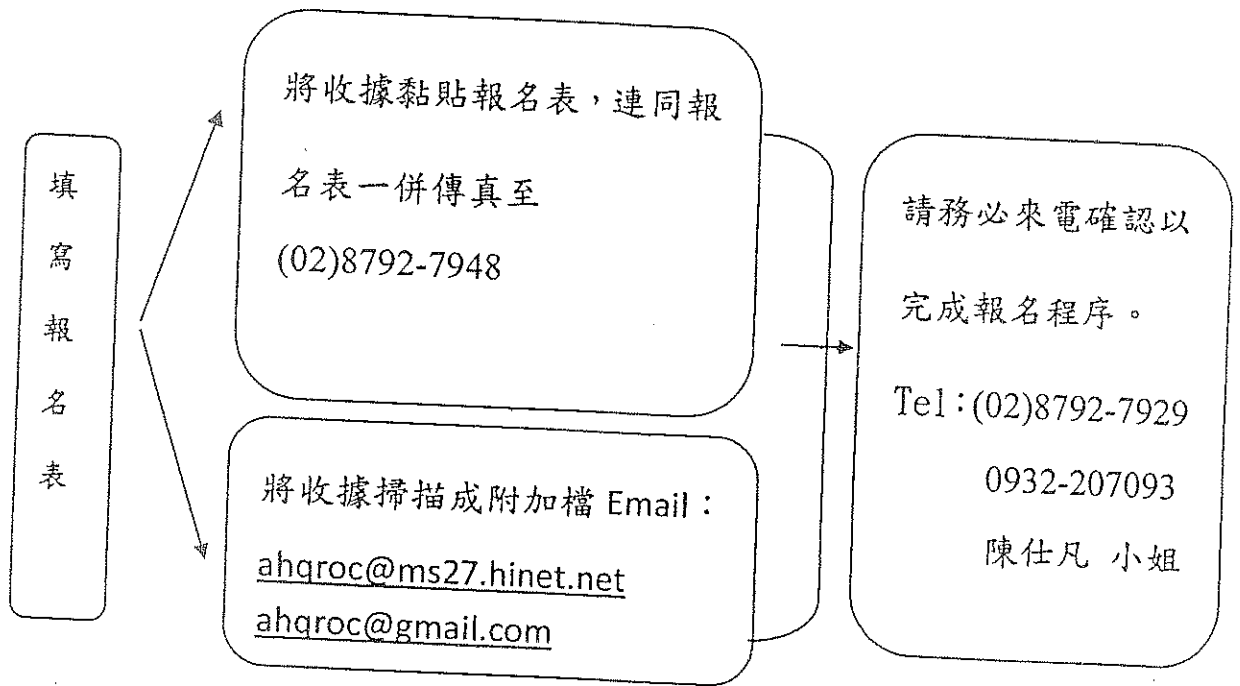 填寫報名表
將收據黏貼報名表，連同報
名表一併傳真至
(02)8792-7948
將收據掃描成附加檔 Email：
ahqroc@ms27.hinet.net
ahqroc@gmail.com
請務必來電確認以
完成報名程序。
Tel：(02)8792-7929
0932-207093
陳仕凡 小姐